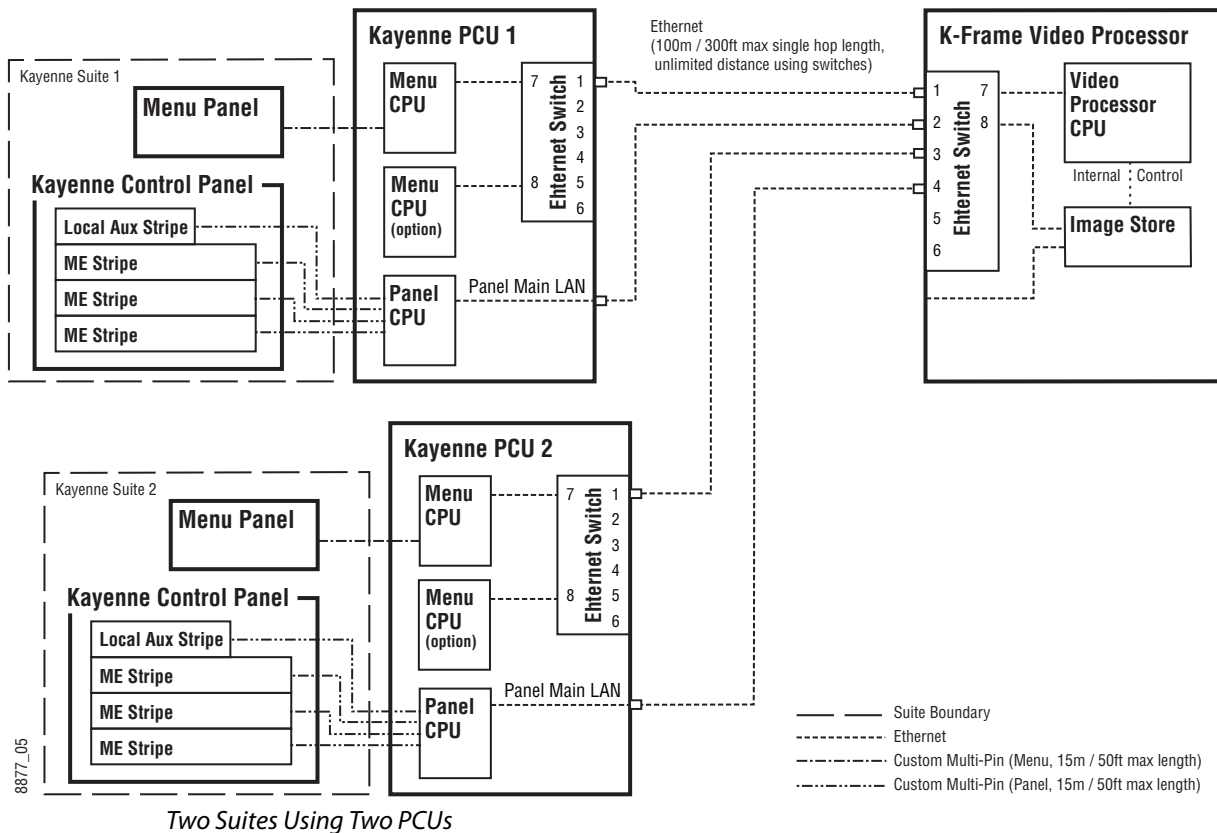 Kayenne Suite 1
Menu Panel
Kayenne Control Panel
Local Aux Stripe
ME Stripe
ME Stripe
ME Stripe
Kayenne PCU 1
Menu
CPU
Menu
CPU
(option)
Panel
CPU
7
8
Ehternet Switch
1
2
3
4
5
6
Panel Main LAN
Ethernet
(100m / 300ft max single hop length,
unlimited distance using switches)
K-Frame Video Processor
1
2
3
4
5
6
Ehternet Switch
7
8
Video
Processor
CPU
Internal Control
Image Store
Kayenne Suite 2
Menu Panel
Kayenne Control Panel
Local Aux Stripe
ME Stripe
ME Stripe
ME Stripe
Kayenne PCU 2
Menu
CPU
Menu
CPU
(option)
Panel
CPU
7
8
Ehternet Switch
1
2
3
4
5
6
Panel Main LAN
Suite Boundary
Ethernet
Custom Multi-Pin (Menu, 15m / 50ft max length)
Custom Multi-Pin (Panel, 15m / 50ft max length)
8877_05
Two Suites Using Two PCUs